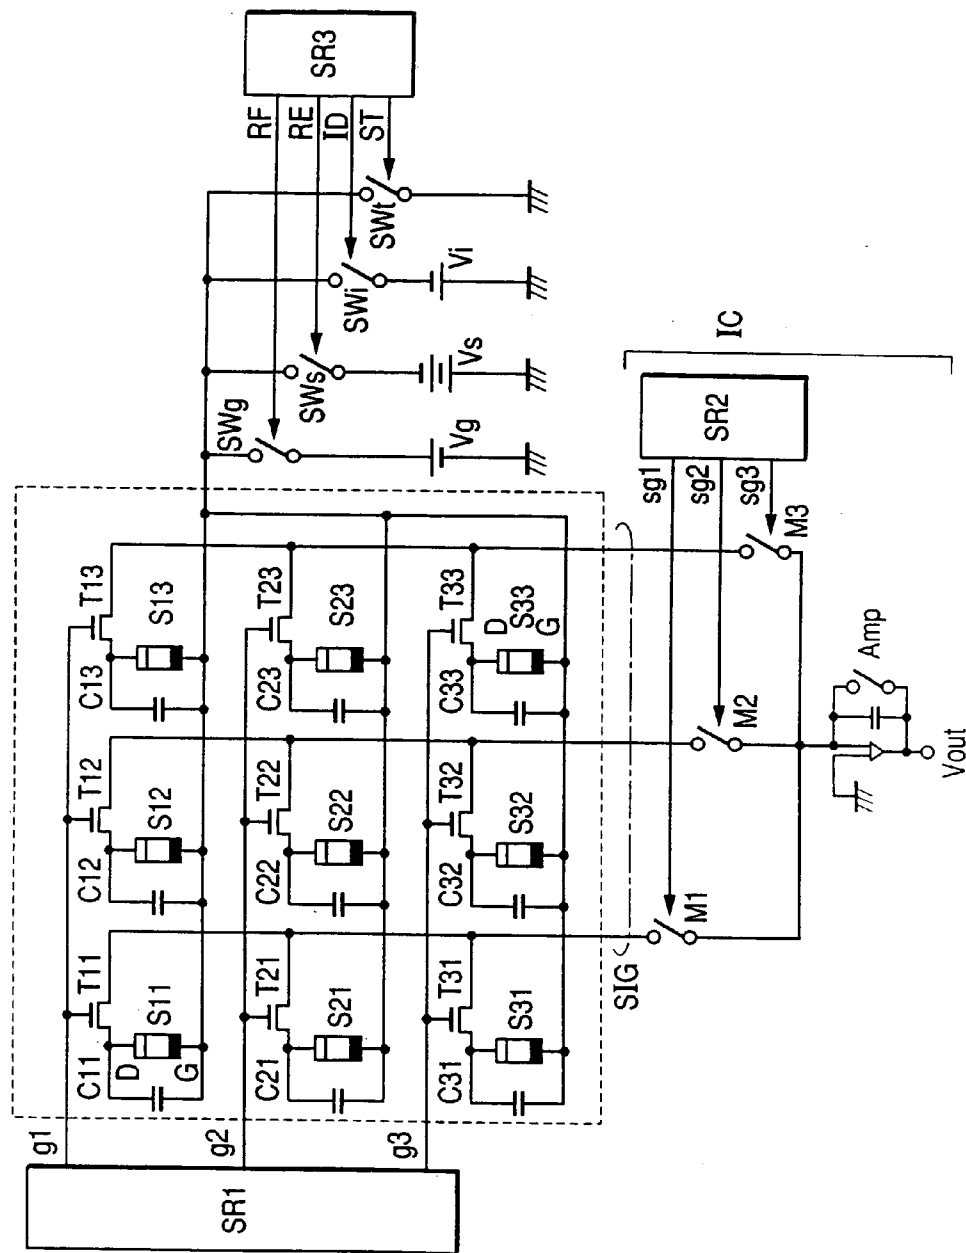 SR1
g1
g2
g3
C11
T11
S11
D
G
C12
T12
S12
C13
T13
S13
C21
T21
S21
C22
T22
S22
C23
T23
S23
C31
T31
S31
C32
T32
S32
C33
T33
S33
D
G
SWg
SWs
SWi
SWt
Vg
Vs
Vi
RF
RE
ID
ST
SR3
SIG
IC
M1
M2
M3
sg1
sg2
sg3
SR2
Amp
Vout